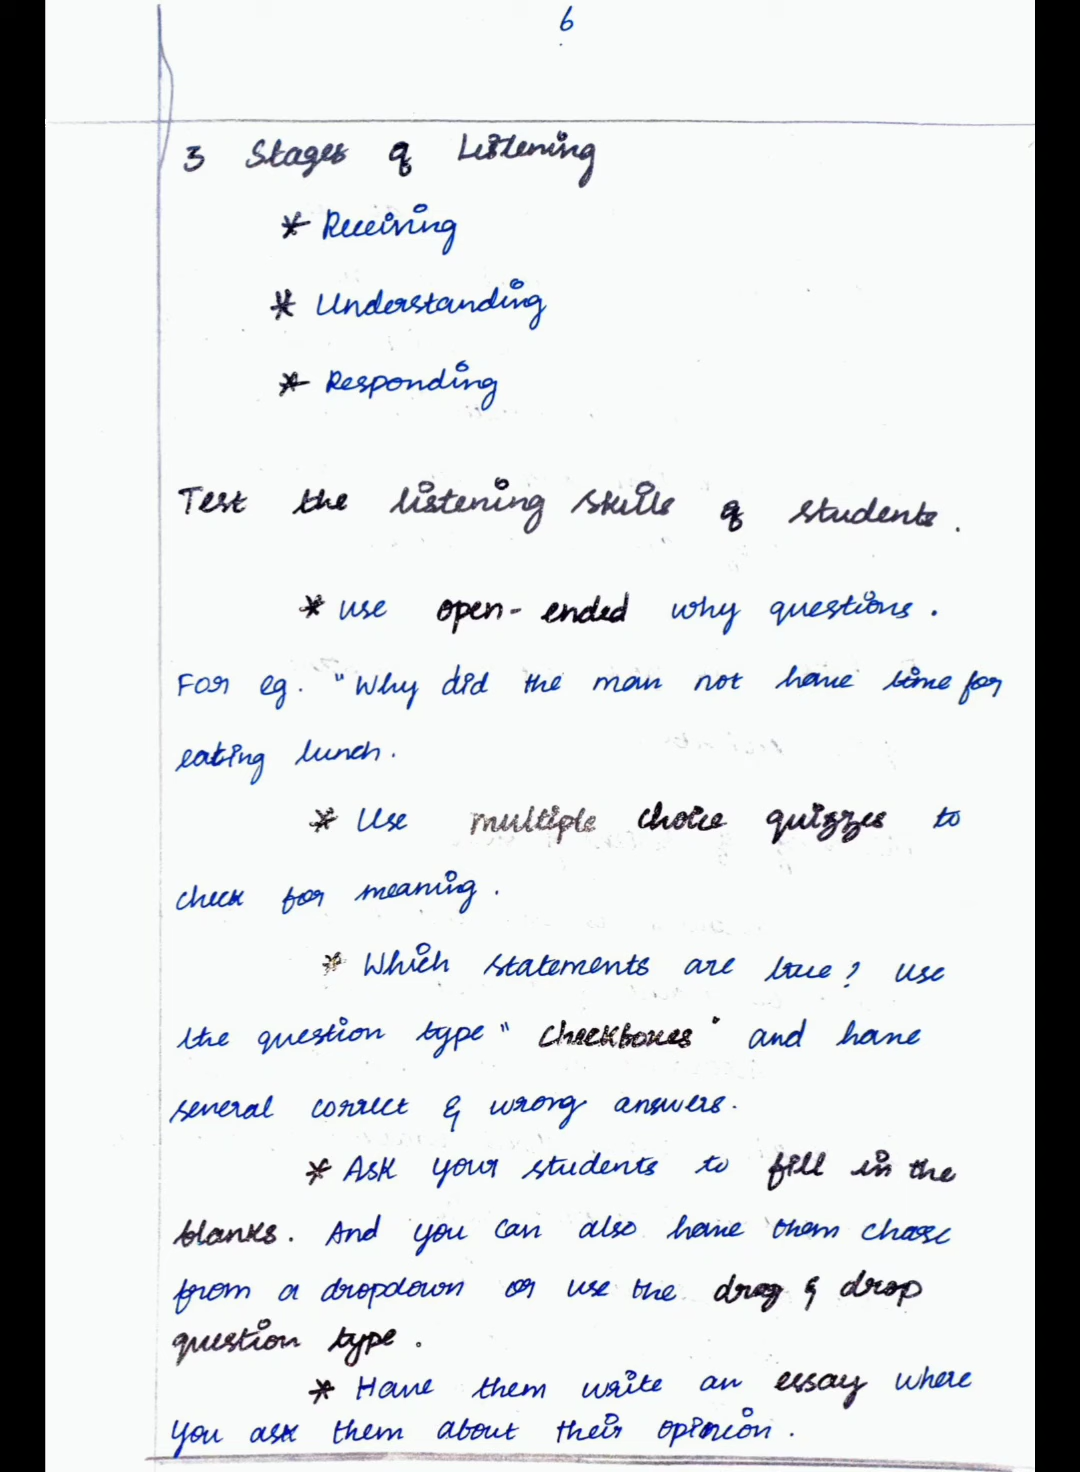 6
3 Stages of Listening
* Receiving
* Understanding
* Responding
Test the listening skills of students.
* use open-ended why questions.
For eg. "Why did the man not have time for
eating lunch.
* Use multiple choice quizzes to
check for meaning.
* Which statements are true? use
the question type "checkboxes" and have
several correct & wrong answers.
* Ask your students to fill in the
blanks. And you can also have them chose
from a dropdown or use the drag & drop
question type.
* Have them write an essay where
you ask them about their opinion.